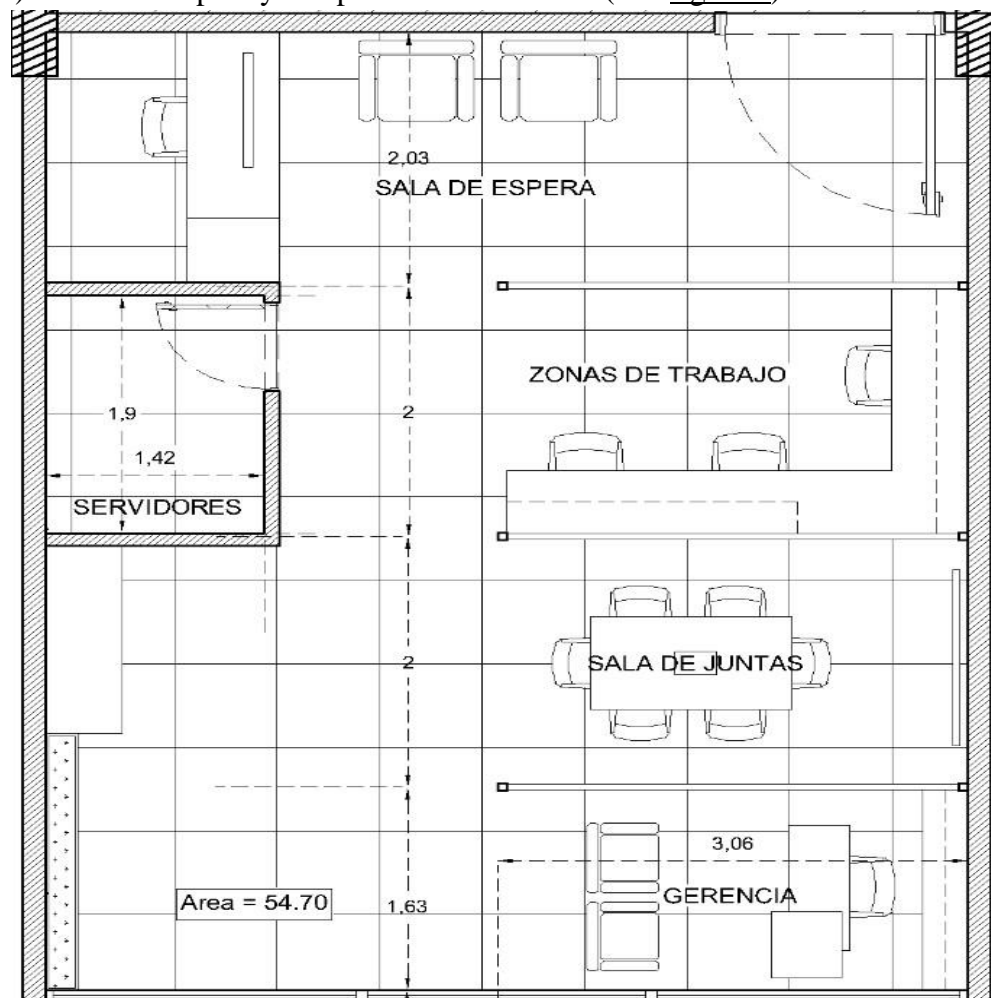 2,03
SALA DE ESPERA
ZONAS DE TRABAJO
1,9
2
1,42
SERVIDORES
2
SALA DE JUNTAS
3,06
Area = 54.70
1,63
GERENCIA